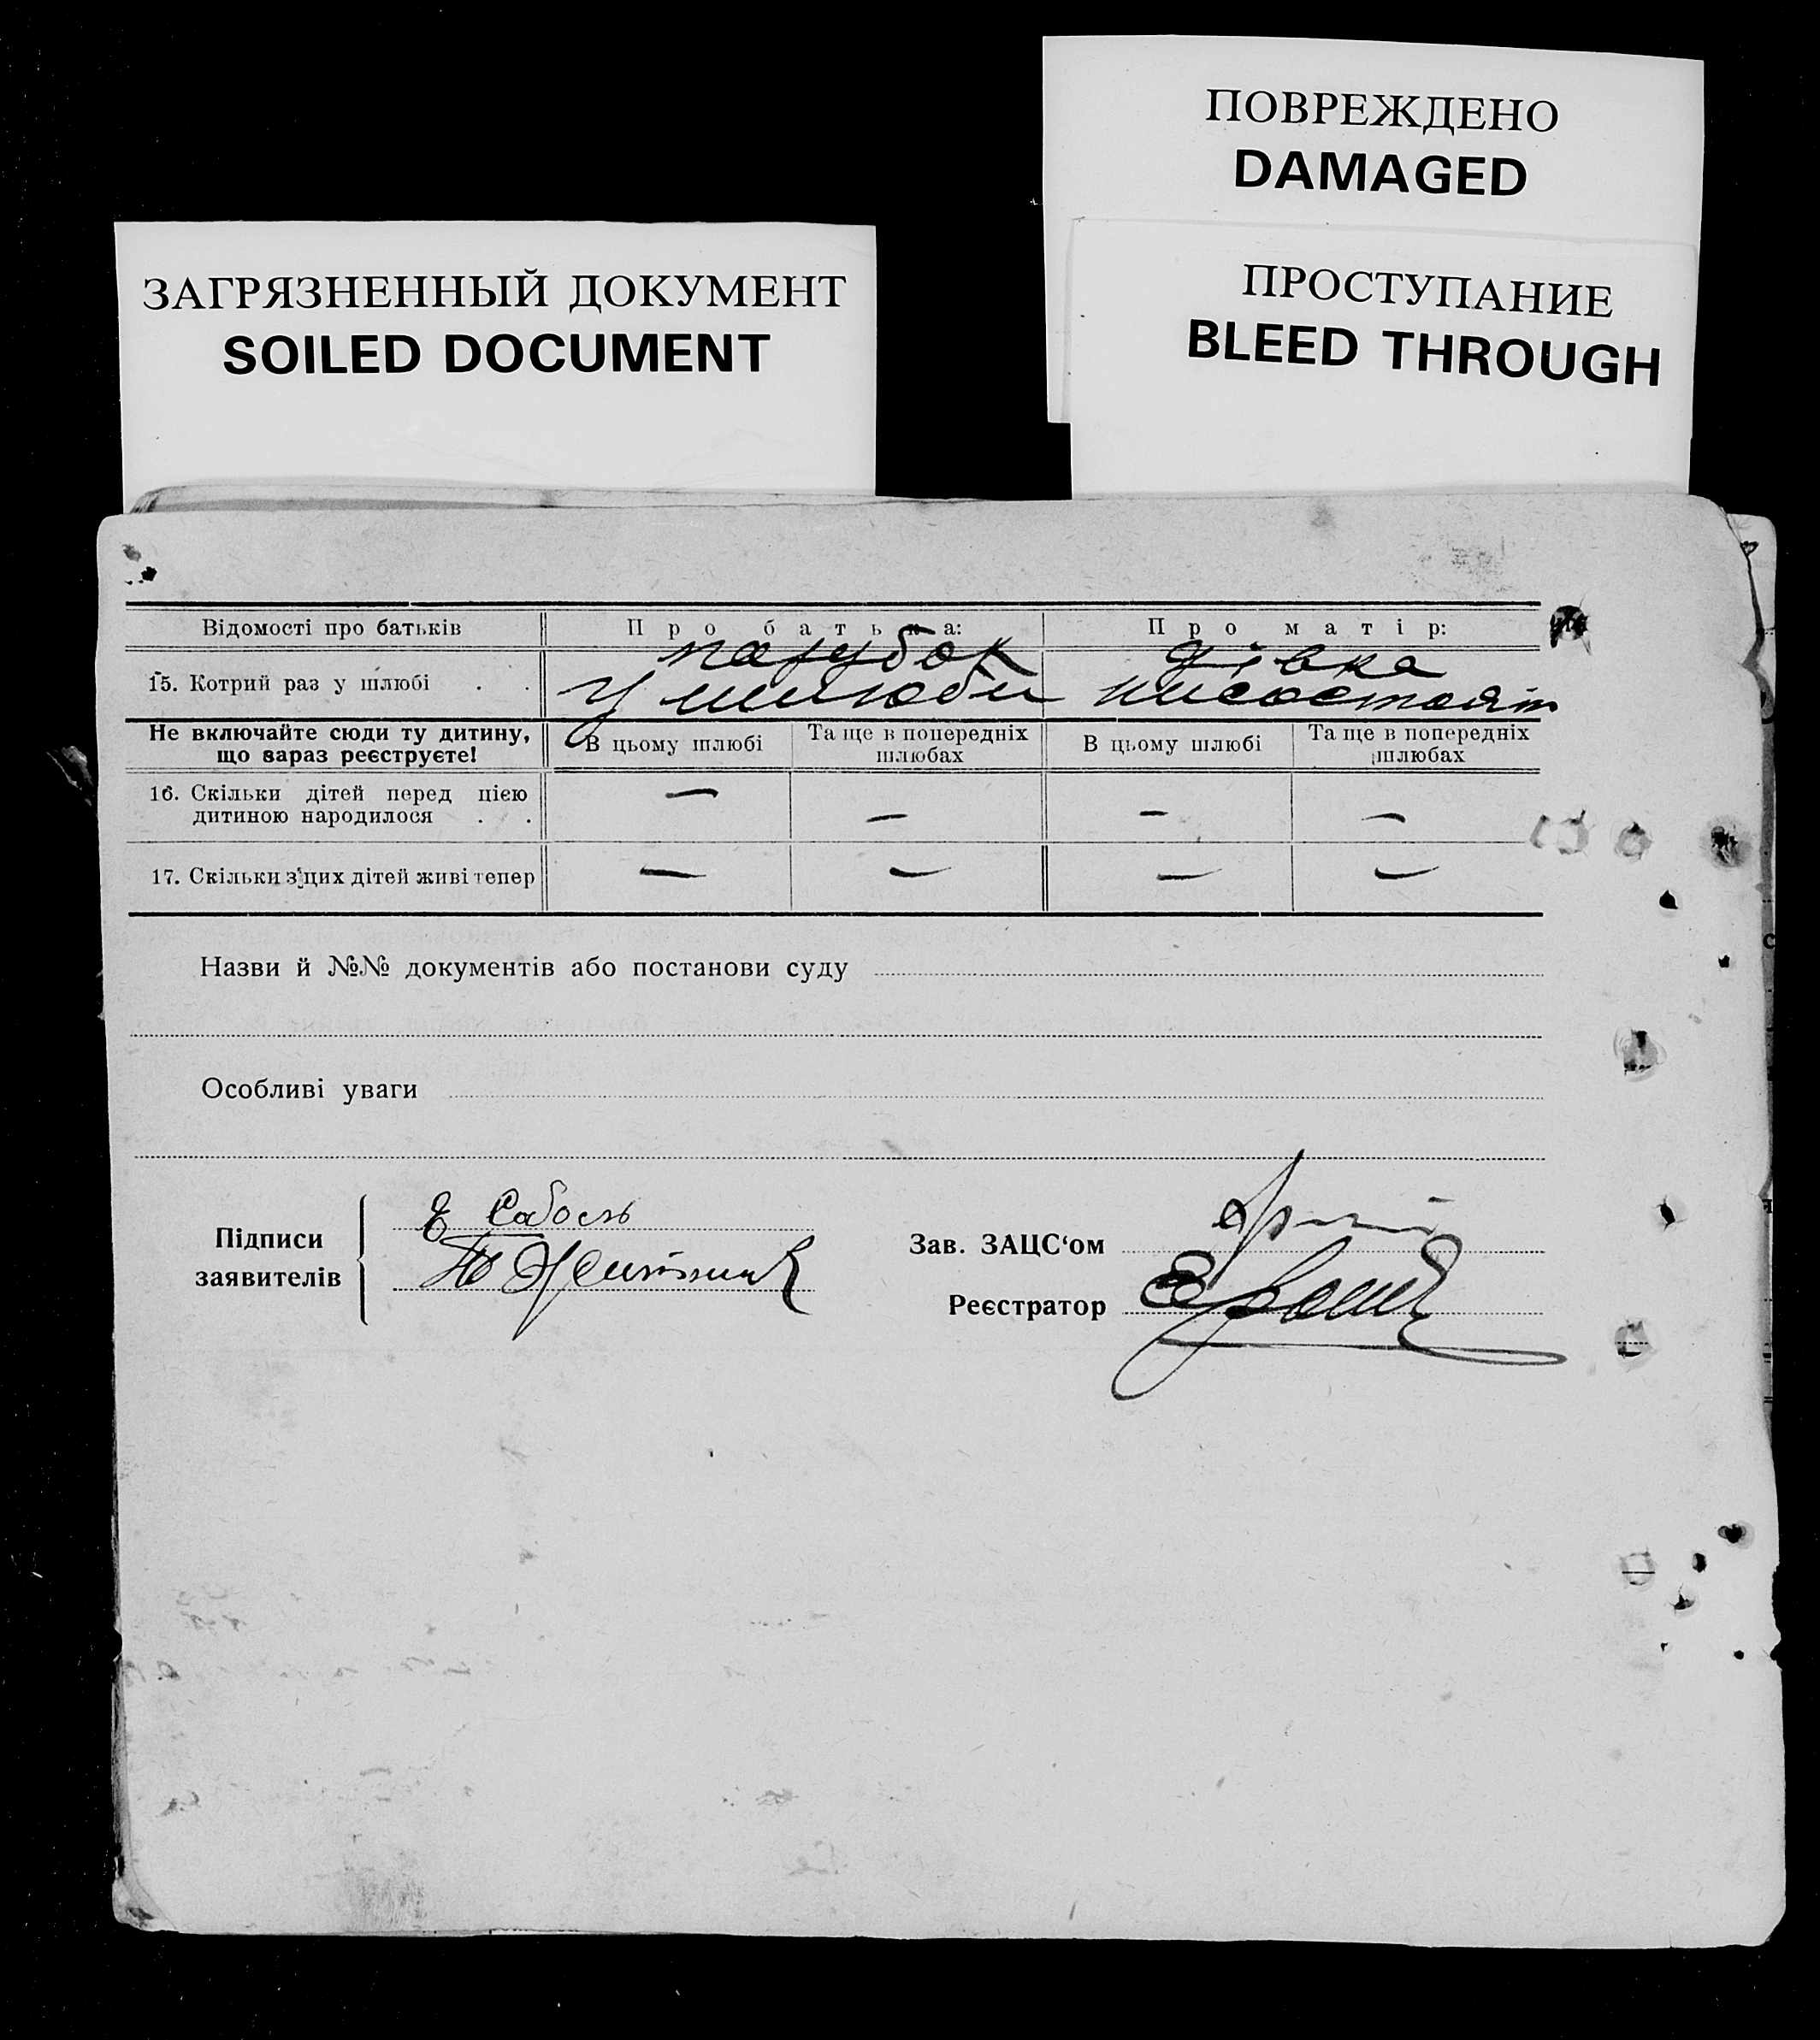 ПОВРЕЖДЕНО
DAMAGED
ЗАГРЯЗНЕННЫЙ ДОКУМЕНТ
SOILED DOCUMENT
ПРОСТУПАНИЕ
BLEED THROUGH
Відомості про батьків Про батька: Про матір:
парубок дівка
15. Котрий раз у шлюбі . . У шлюби
Не включайте сюди ту дитину, що зараз реєструєте! В цьому шлюбі Та ще в попередніх шлюбах В цьому шлюбі Та ще в попередніх шлюбах
16. Скільки дітей перед цією
дитиною народилося . . — — — —
17. Скільки з цих дітей живі тепер — — — —
Назви й №№ документів або постанови суду
Особливі уваги
Підписи
заявителів
Зав. ЗАЦС‘ом
Реєстратор